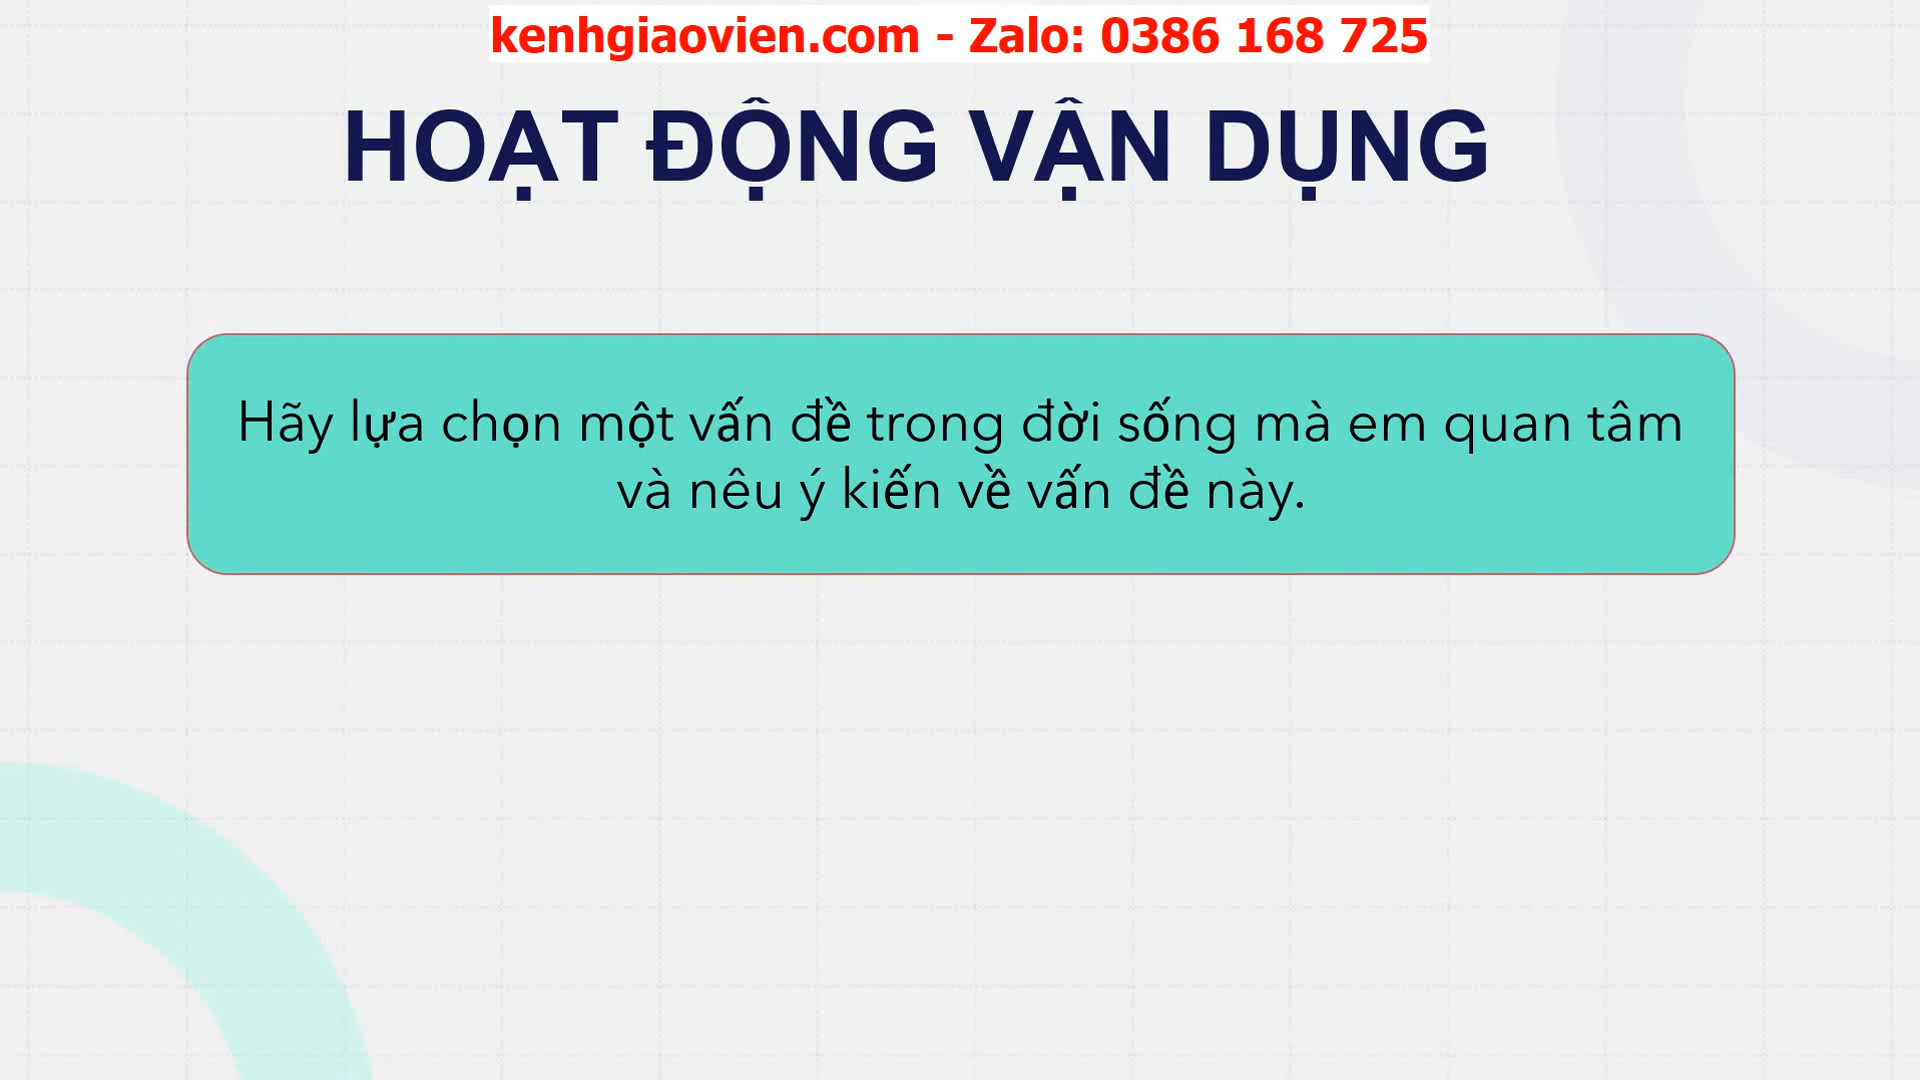 kenhgiaovien.com - Zalo: 0386 168 725
HOẠT ĐỘNG VẬN DỤNG
Hãy lựa chọn một vấn đề trong đời sống mà em quan tâm
và nêu ý kiến về vấn đề này.